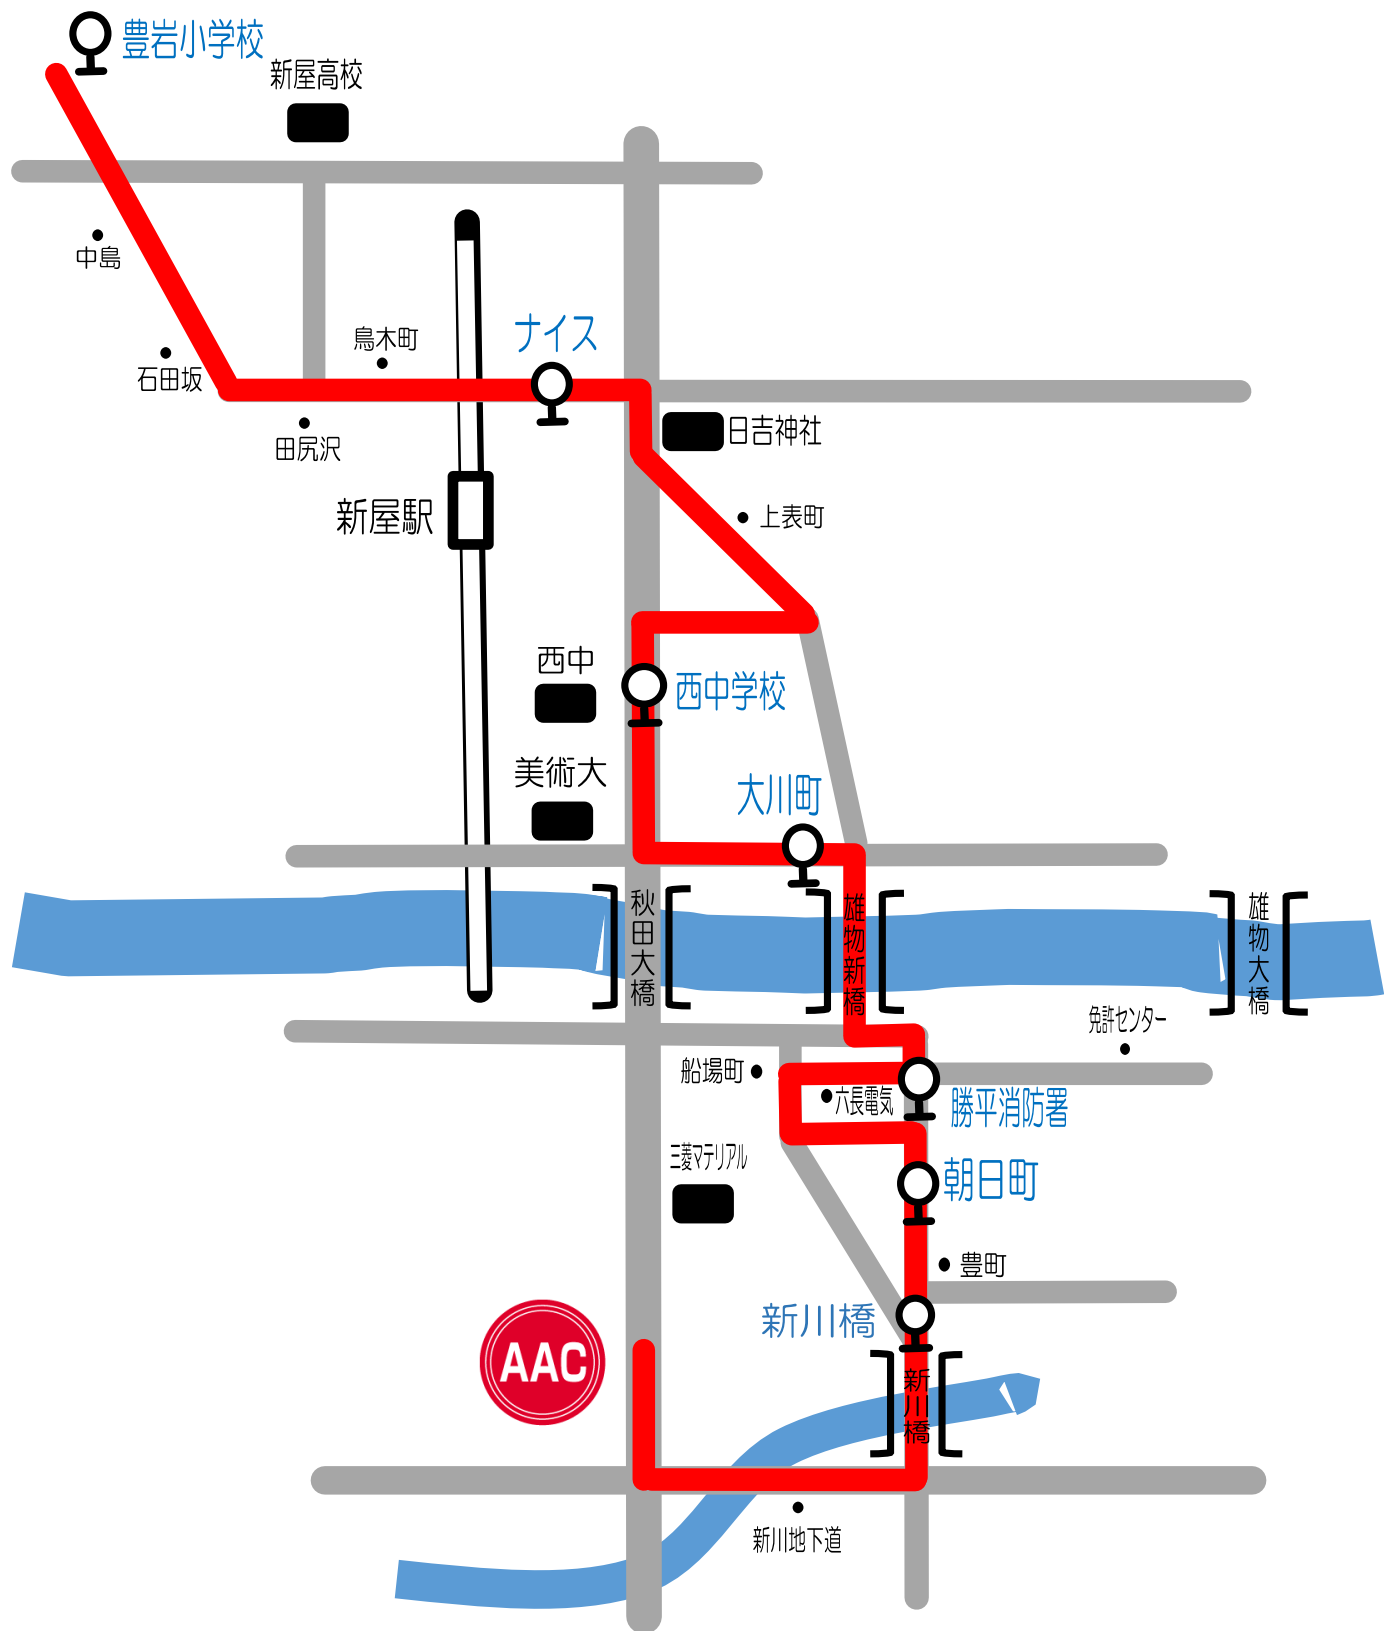 豊岩小学校
新屋高校
中島
石田坂
鳥木町
ナイス
田尻沢
日吉神社
新屋駅
上表町
西中
西中学校
美術大
大川町
秋田大橋
雄物新橋
雄物大橋
免許センター
船場町
六長電気
勝平消防署
三菱マテリアル
朝日町
豊町
新川橋
AAC
新川橋
新川地下道